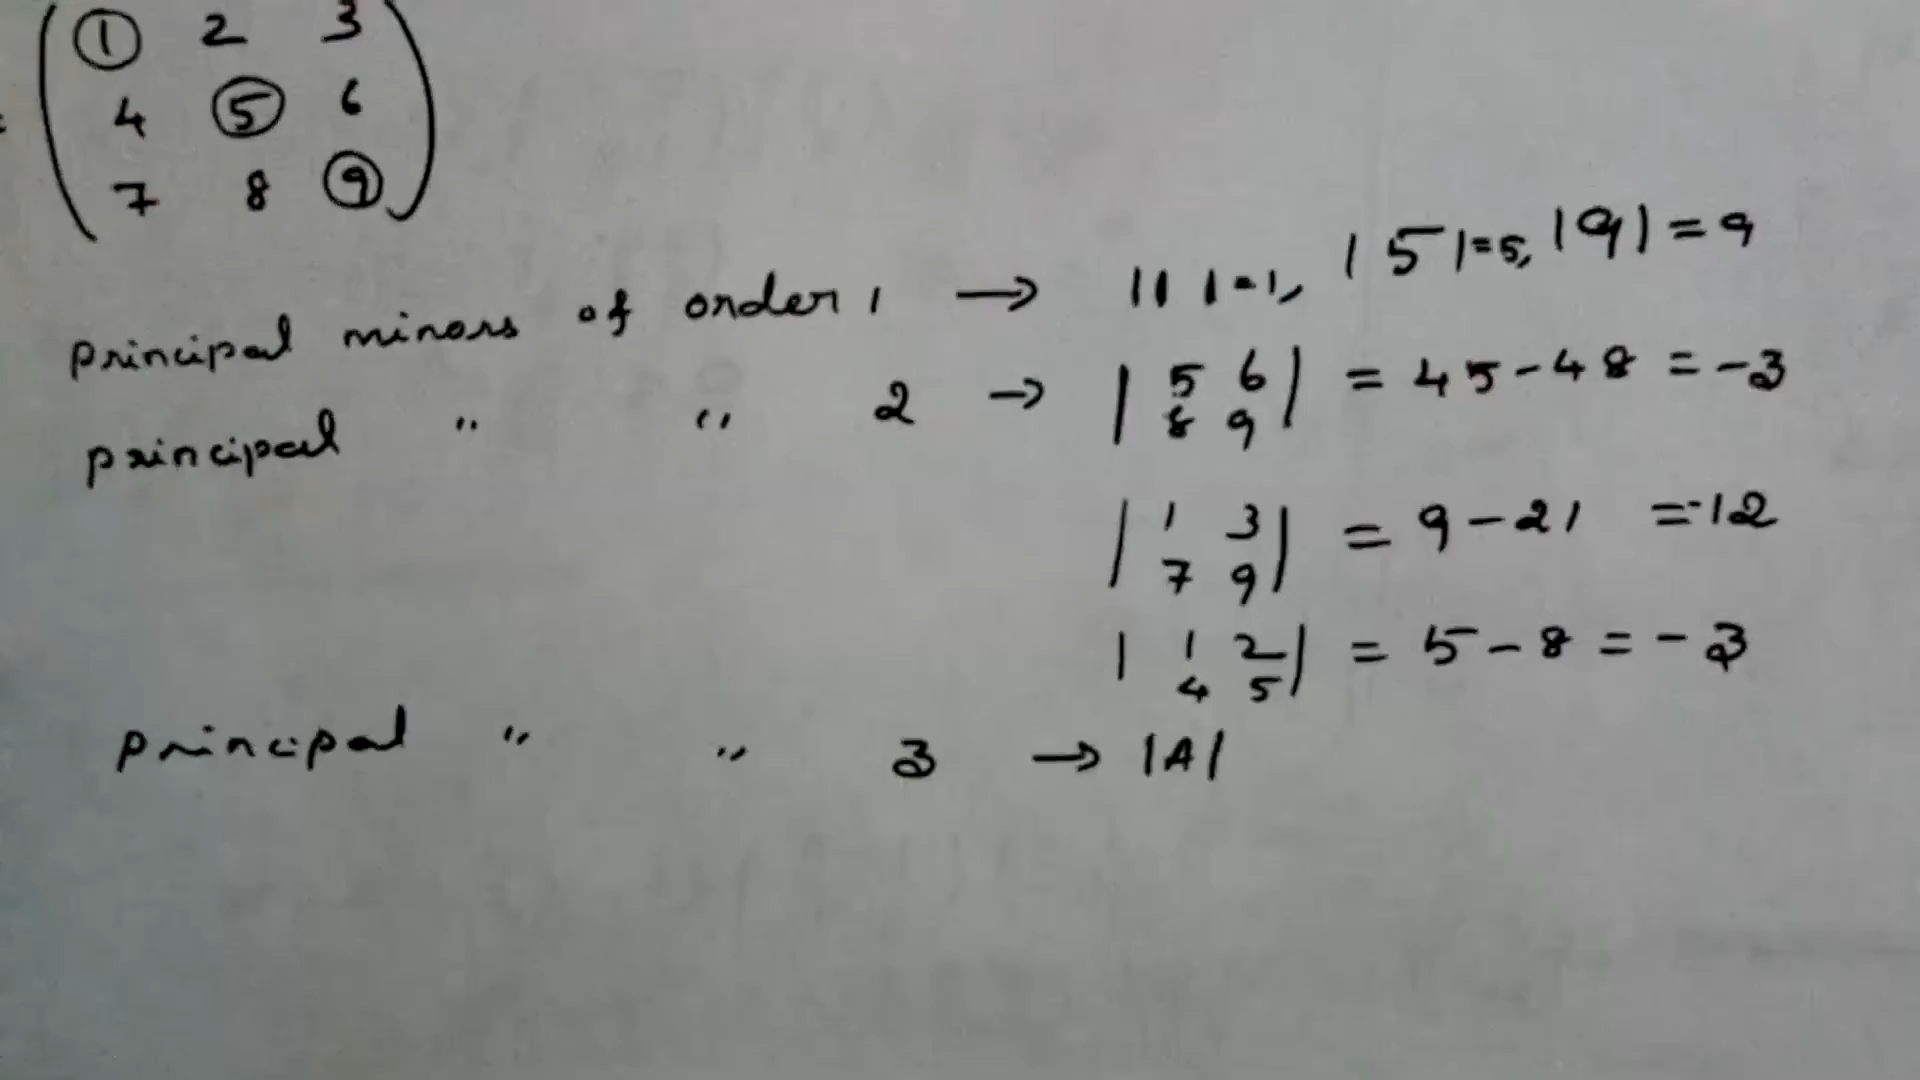 1 2 3
4 5 6
= 7 8 9
principal minors of order 1 → |1| = 1, |5| = 5, |9| = 9
principal " " 2 → | 5 6 | = 45 - 48 = -3
8 9
| 1 3 | = 9 - 21 = -12
7 9
| 1 2 | = 5 - 8 = -3
4 5
principal " " 3 → |A|